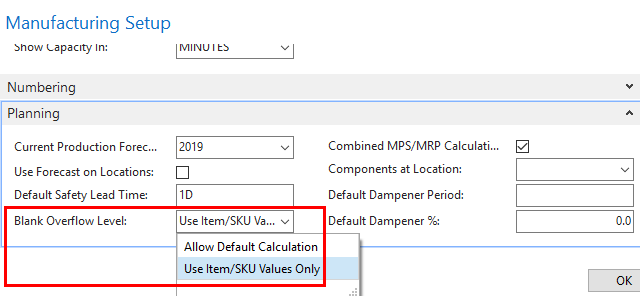 Manufacturing Setup
Show Capacity In: MINUTES
Numbering
Planning
Current Production Forec... 2019 Combined MPS/MRP Calculati...
Use Forecast on Locations: Components at Location:
Default Safety Lead Time: 1D Default Dampener Period:
Blank Overflow Level: Use Item/SKU Va... Default Dampener %: 0.0
Allow Default Calculation
Use Item/SKU Values Only
OK